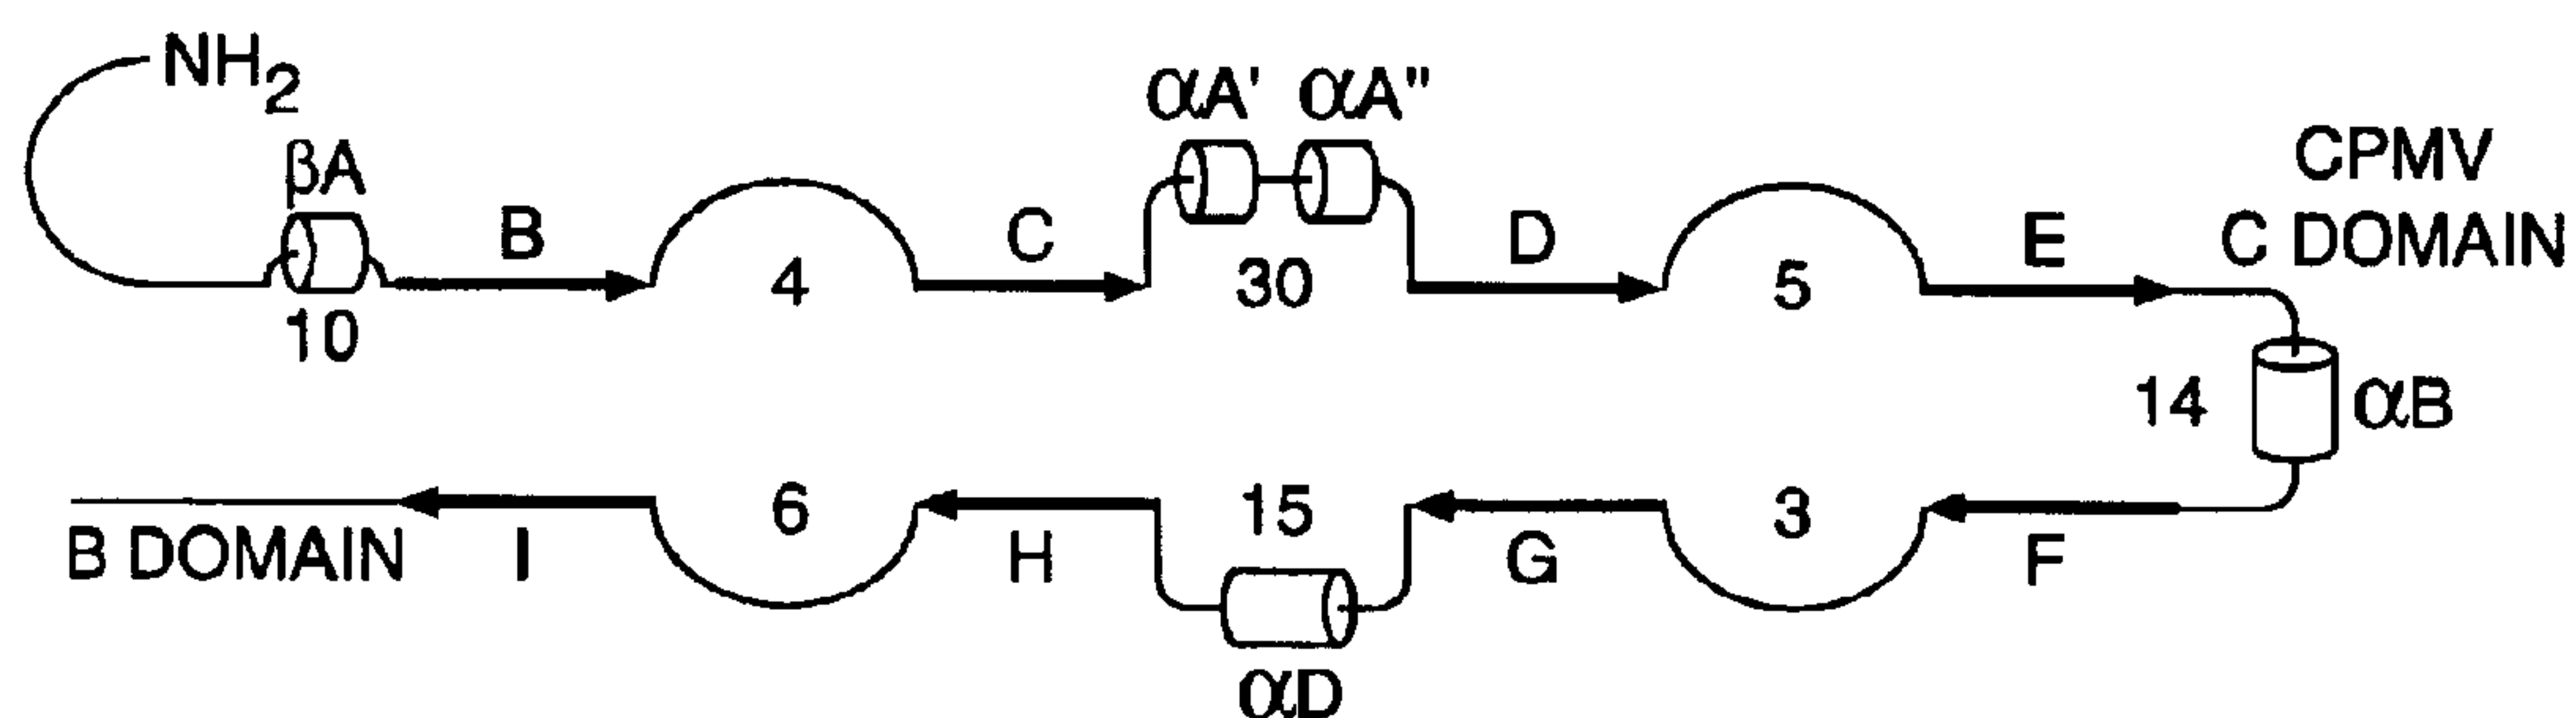 NH₂
βA
10
B
4
C
αA' αA"
30
D
5
E
CPMV
C DOMAIN
14 αB
F
3
G
15
αD
H
6
I
B DOMAIN